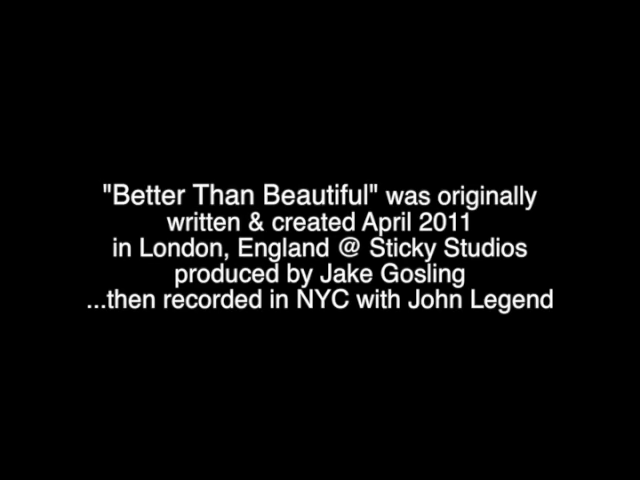 "Better Than Beautiful" was originally
written & created April 2011
in London, England @ Sticky Studios
produced by Jake Gosling
...then recorded in NYC with John Legend